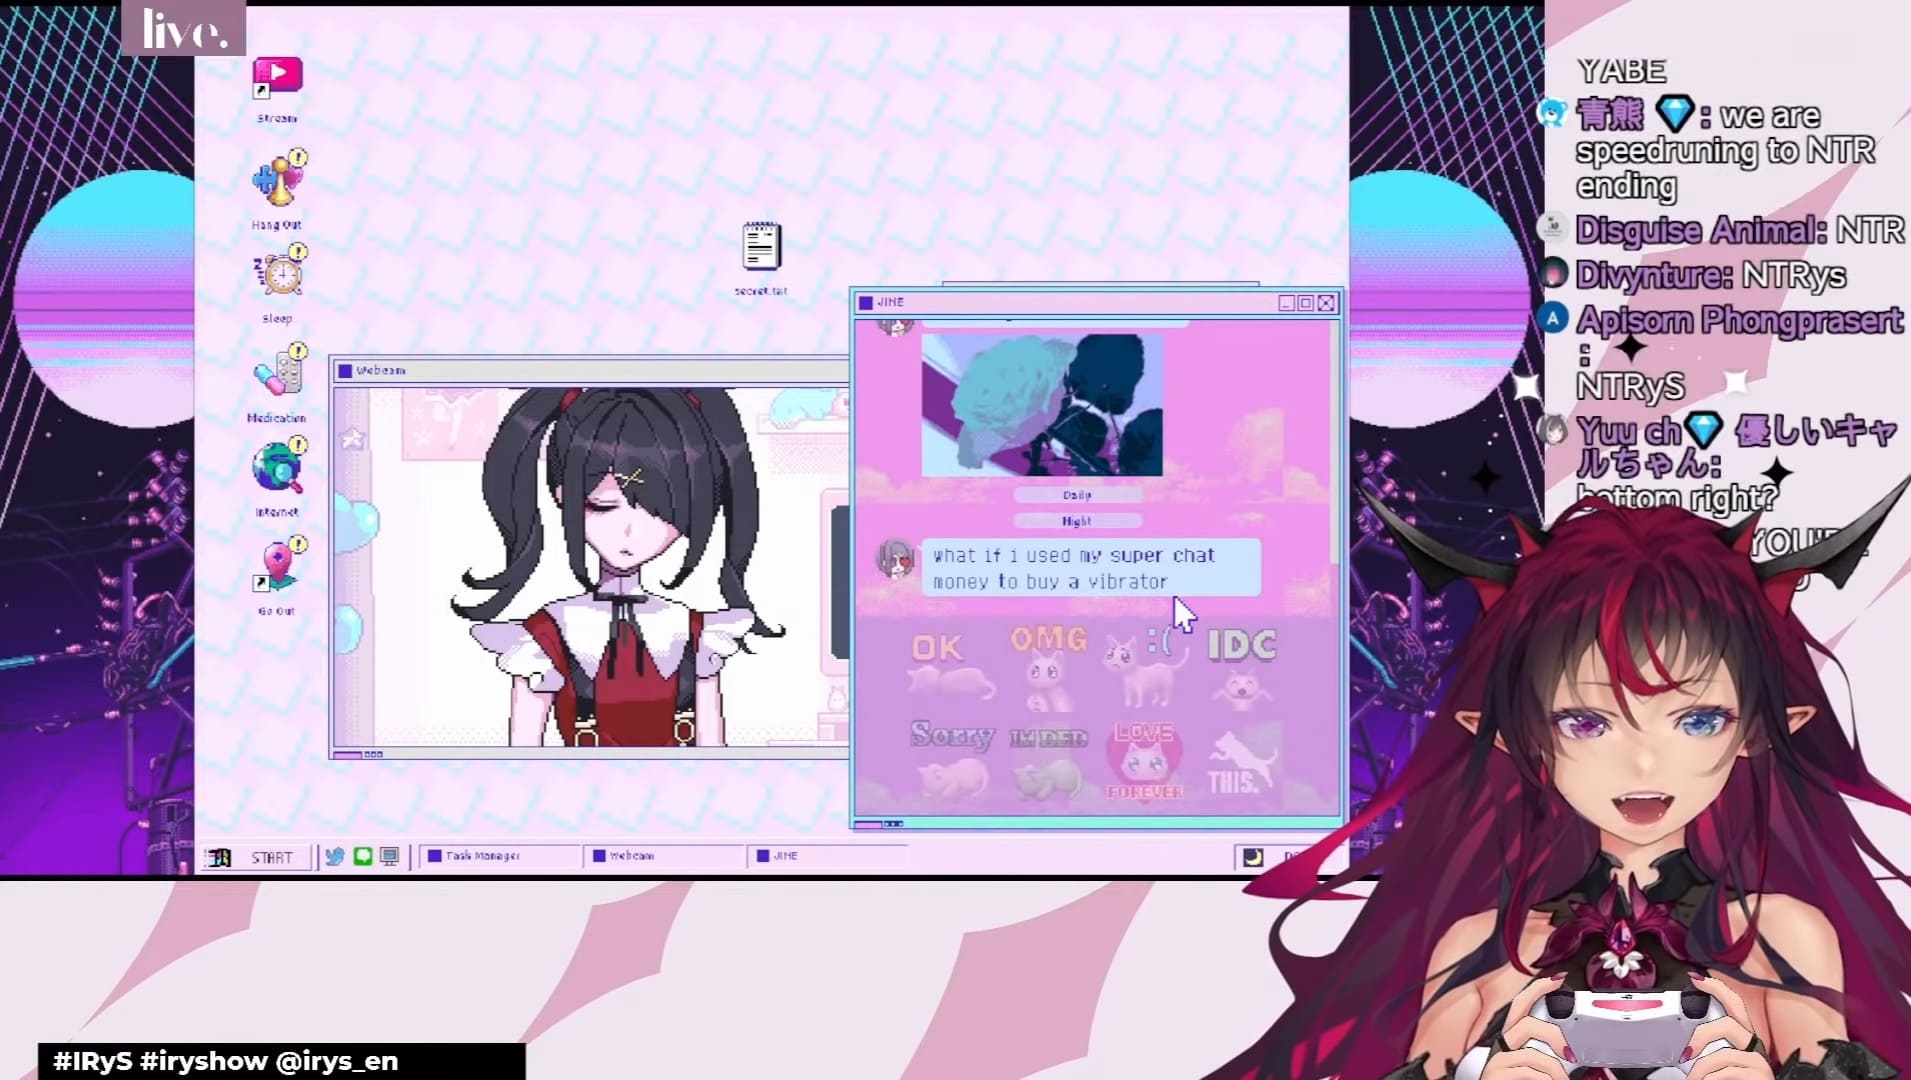 live.
Stream
Hang Out
Sleep
Medication
Internet
Go Out
secret.txt
Webcam
JINE
Daily
Night
what if i used my super chat
money to buy a vibrator
OK
OMG
:(
IDC
Sorry
IM DED
LOVE
FOREVER
THIS.
START
Task Manager
Webcam
JINE
YABE
青熊 : we are
speedruning to NTR
ending
Disguise Animal: NTR
Divynture: NTRys
A
Apisorn Phongprasert
:
NTRyS
Yuu ch 優しいキャ
ルちゃん:
bottom right?
#IRyS #iryshow @irys_en